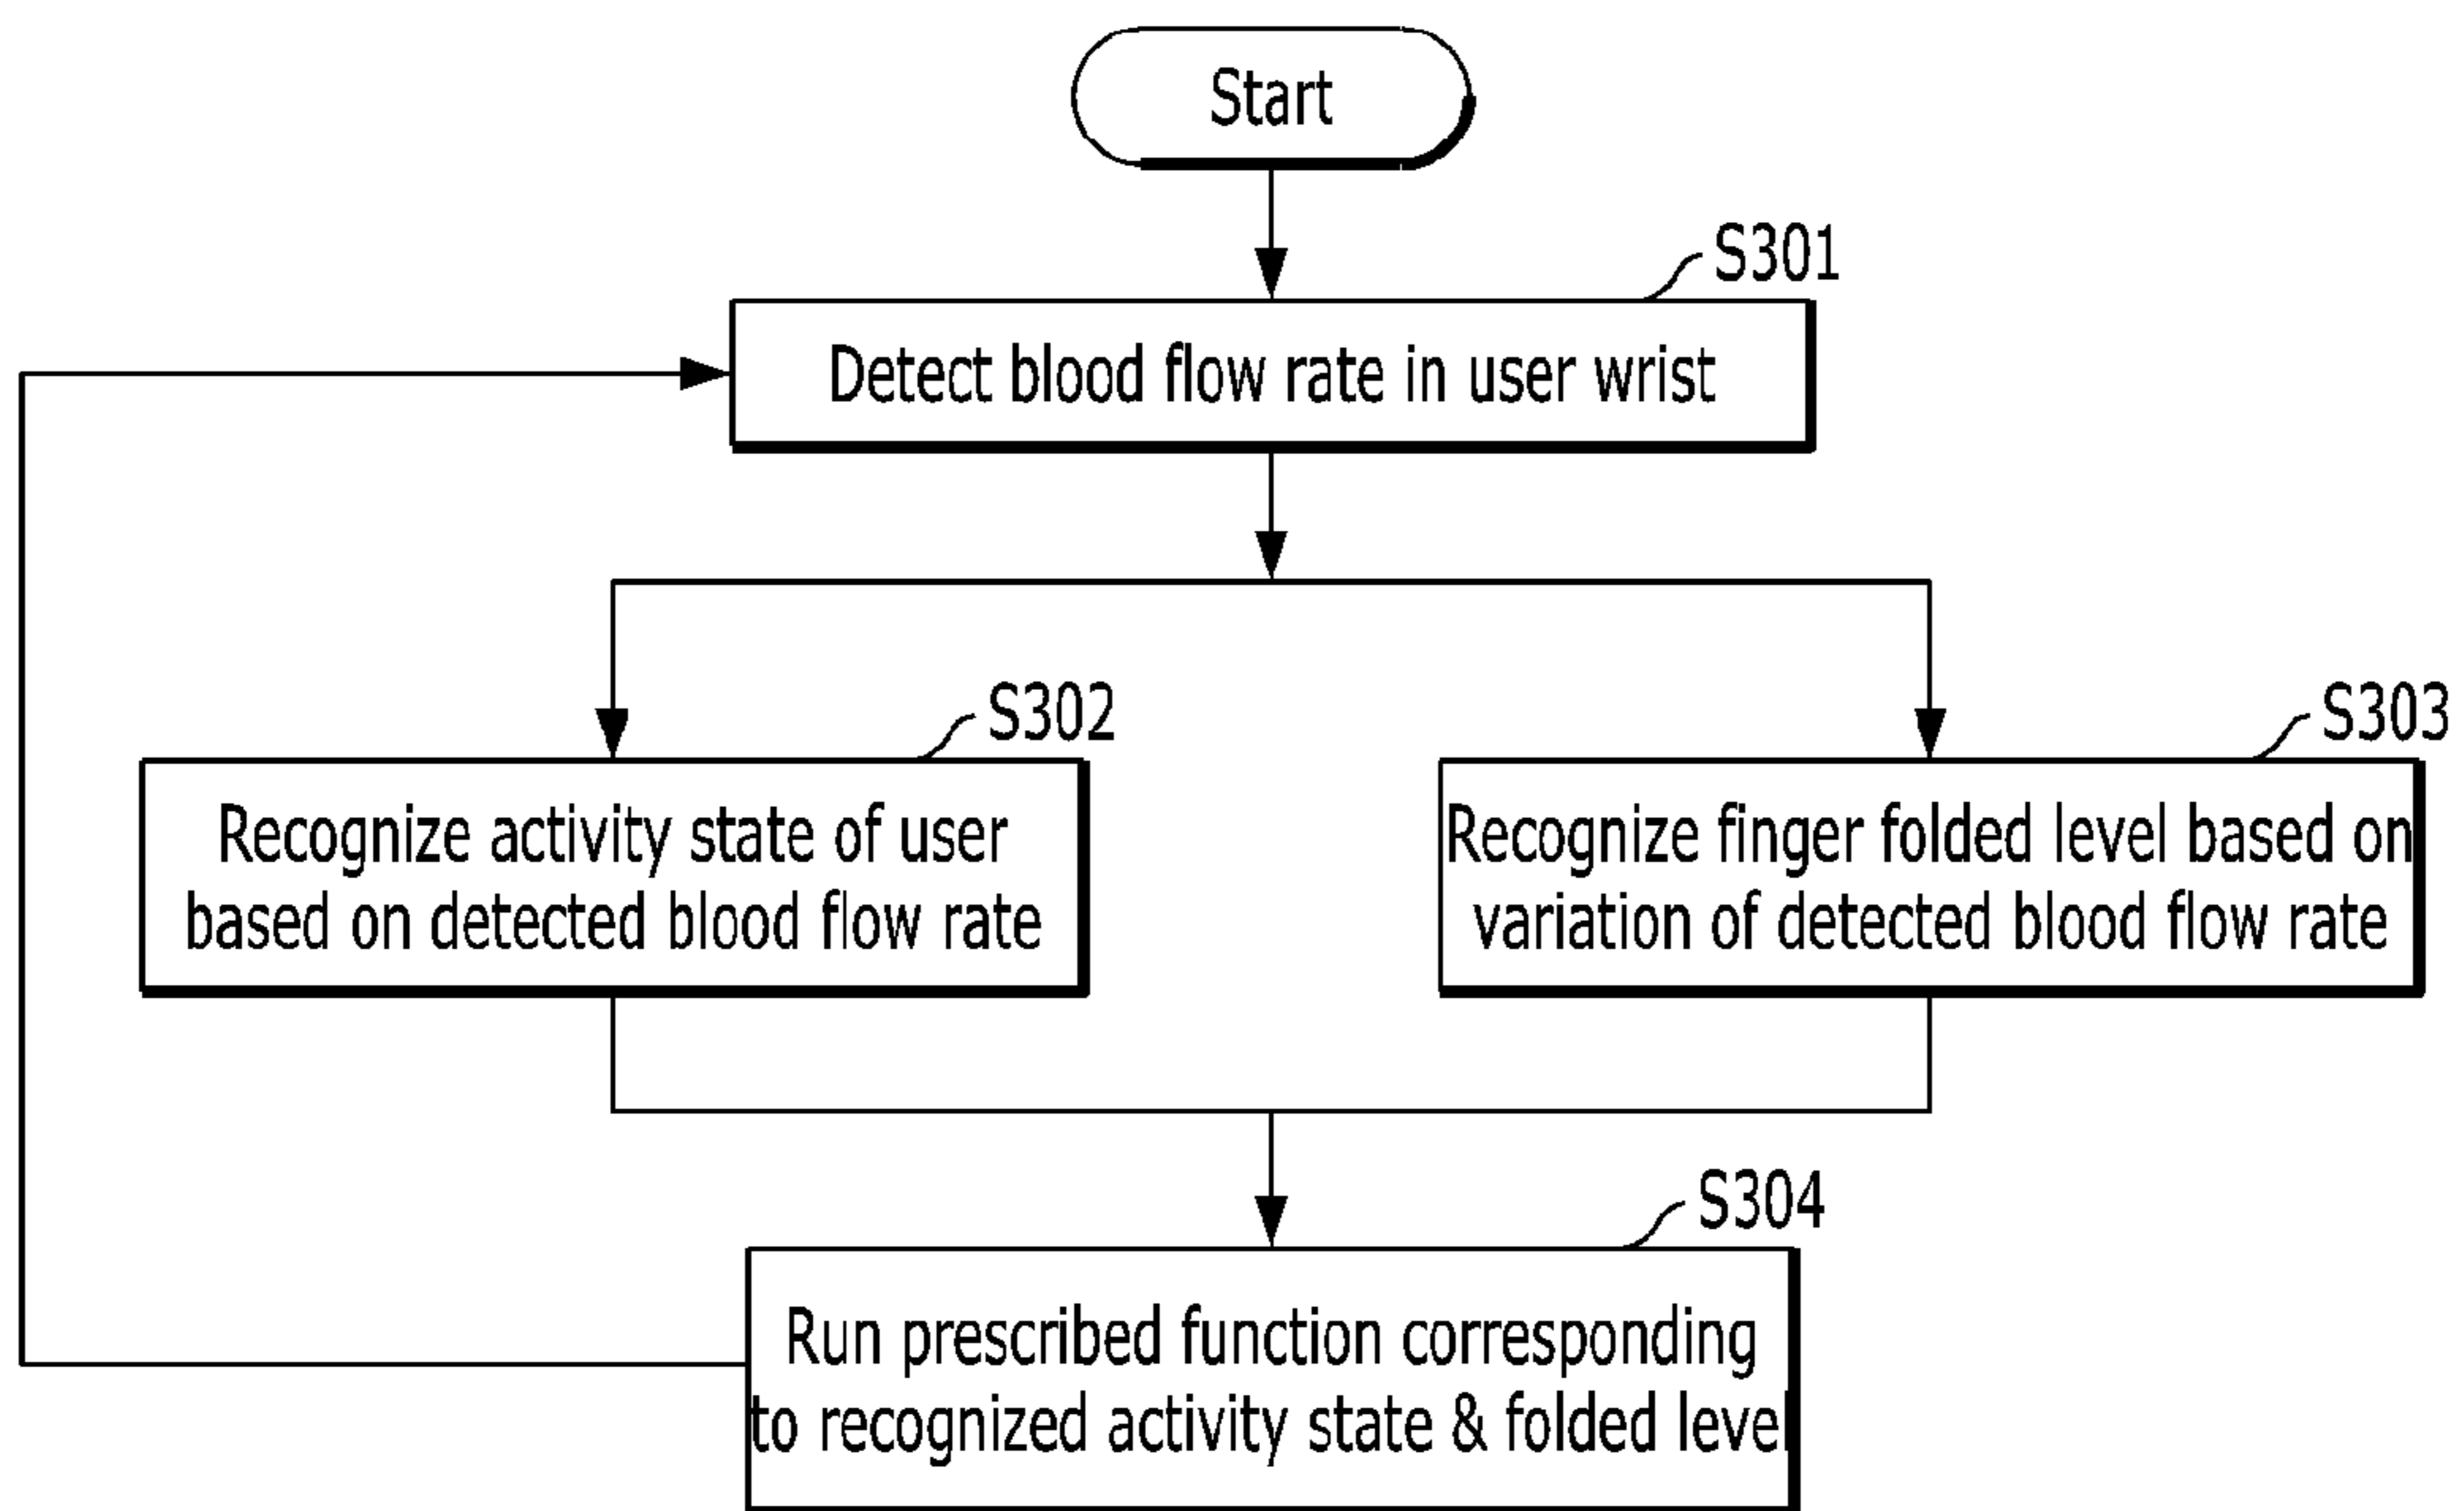 Start
S301
Detect blood flow rate in user wrist
S302
Recognize activity state of user
based on detected blood flow rate
S303
Recognize finger folded level based on
variation of detected blood flow rate
S304
Run prescribed function corresponding
to recognized activity state & folded level